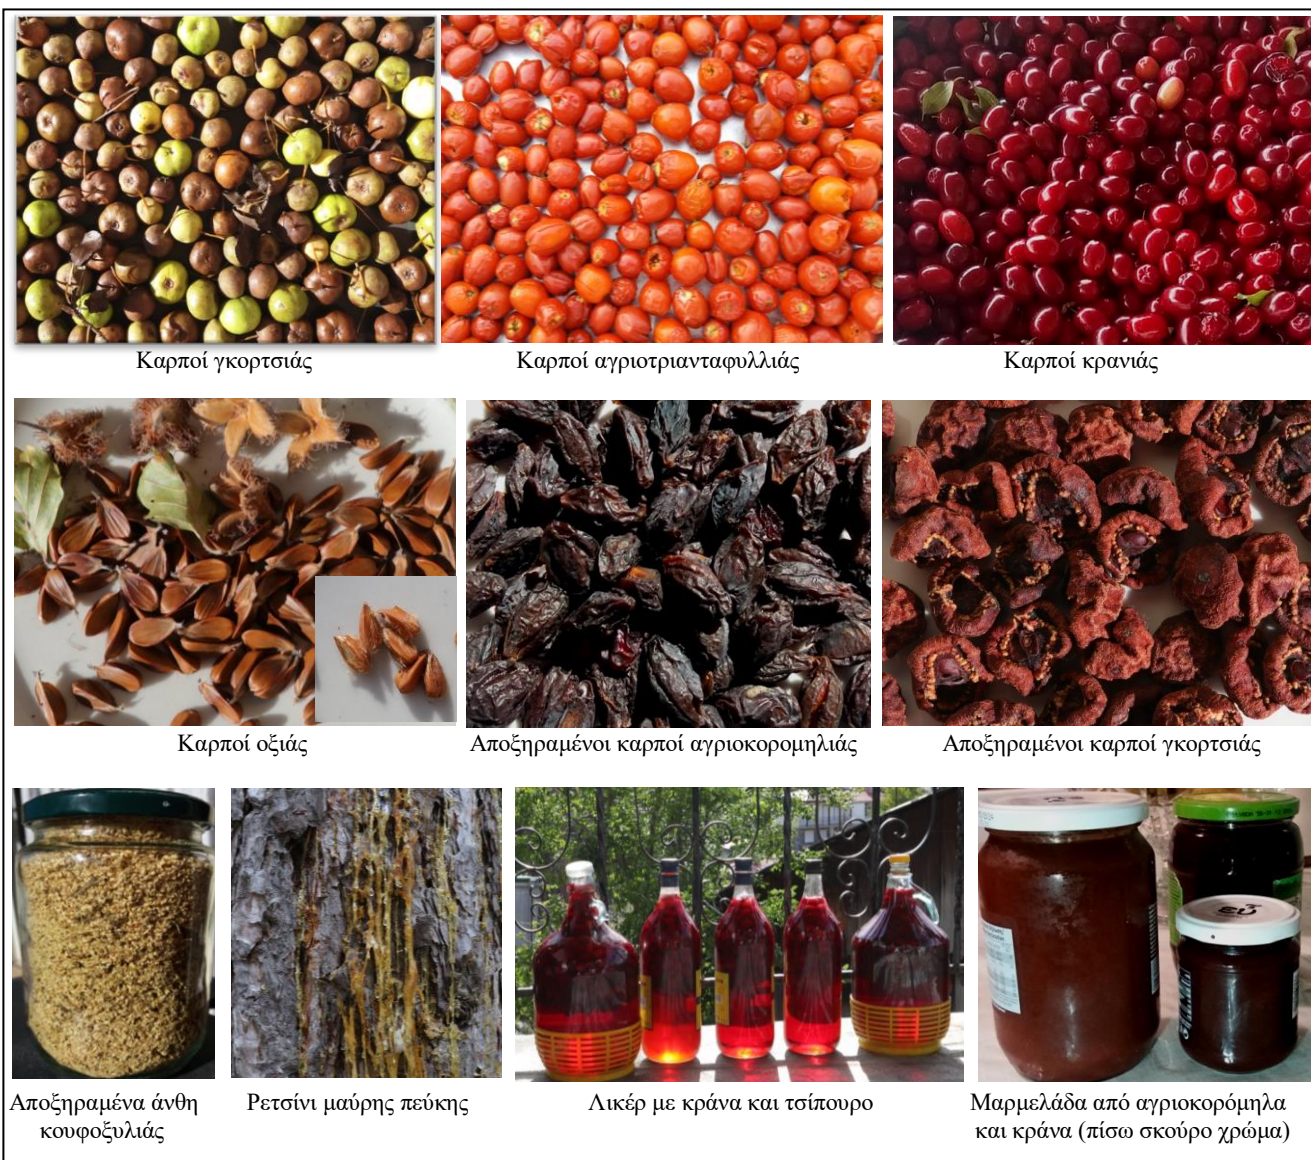 Καρποί γκορτσιάς
Καρποί αγριοτριανταφυλλιάς
Καρποί κρανιάς
Καρποί οξιάς
Αποξηραμένοι καρποί αγριοκορομηλιάς
Αποξηραμένοι καρποί γκορτσιάς
Αποξηραμένα άνθη
κουφοξυλιάς
Ρετσίνι μαύρης πεύκης
Λικέρ με κράνα και τσίπουρο
Μαρμελάδα από αγριοκορόμηλα
και κράνα (πίσω σκούρο χρώμα)